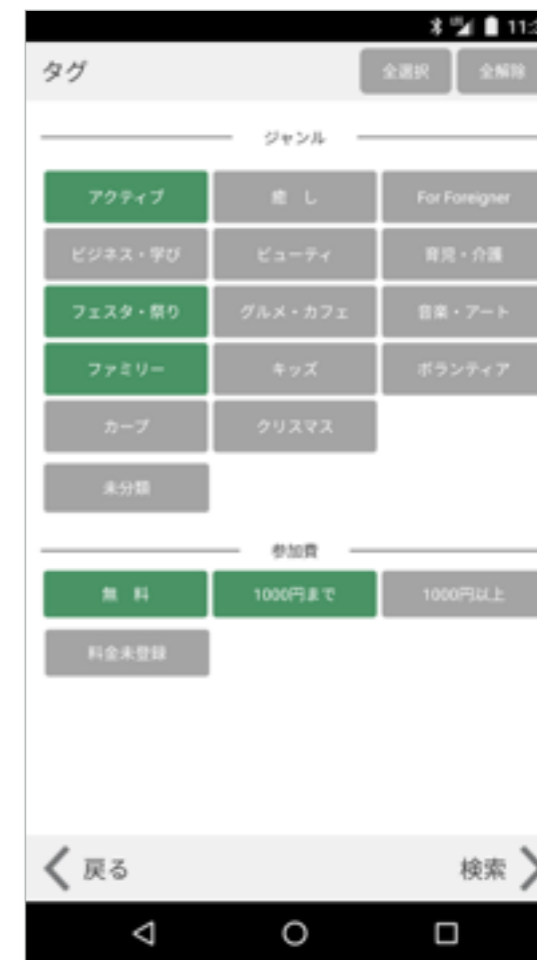 11:3
タグ 全選択 全解除
ジャンル
アクティブ 癒 し For Foreigner
ビジネス・学び ビューティ 育児・介護
フェスタ・祭り グルメ・カフェ 音楽・アート
ファミリー キッズ ボランティア
カープ クリスマス
未分類
参加費
無 料 1000円まで 1000円以上
料金未登録
戻る 検索